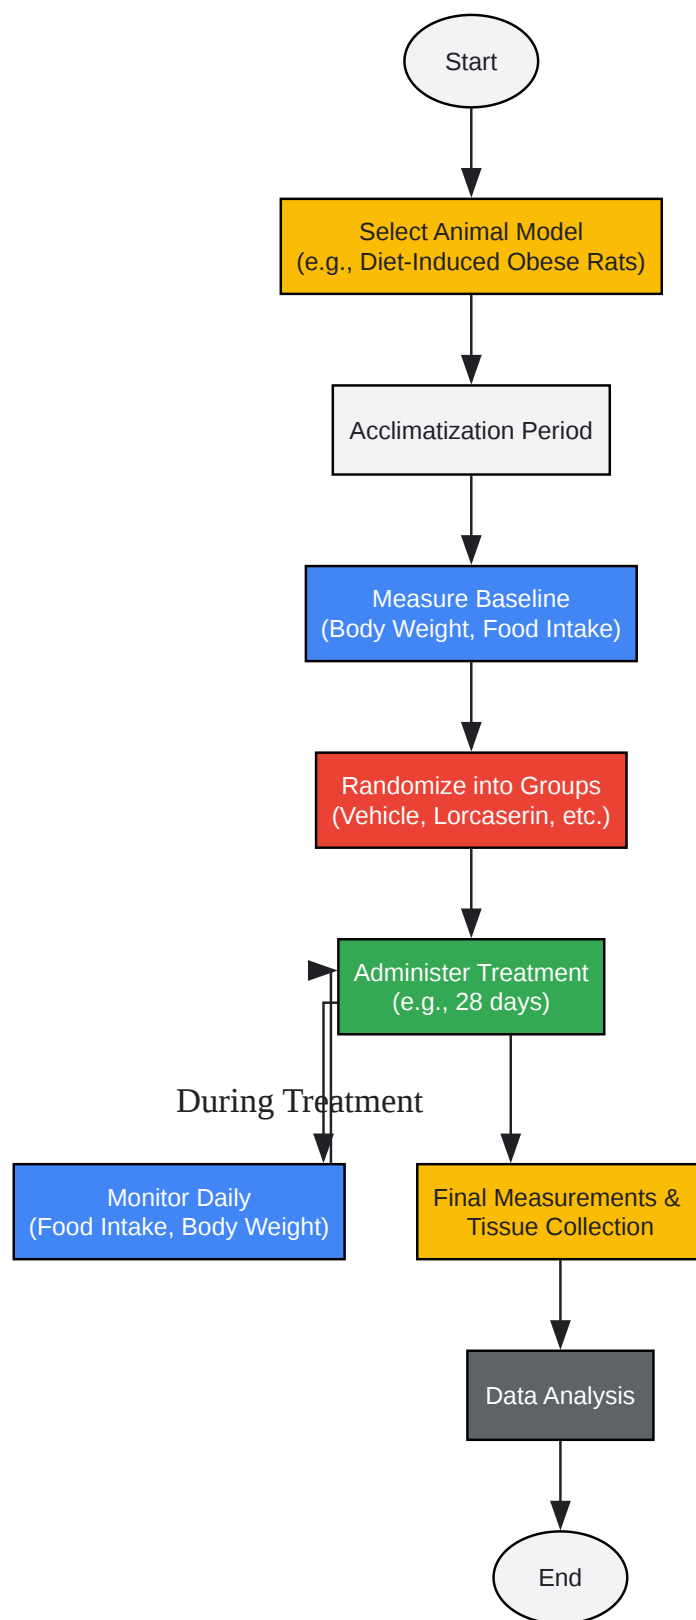 Start
Select Animal Model
(e.g., Diet-Induced Obese Rats)
Acclimatization Period
Measure Baseline
(Body Weight, Food Intake)
Randomize into Groups
(Vehicle, Lorcaserin, etc.)
Administer Treatment
(e.g., 28 days)
During Treatment
Monitor Daily
(Food Intake, Body Weight)
Final Measurements &
Tissue Collection
Data Analysis
End